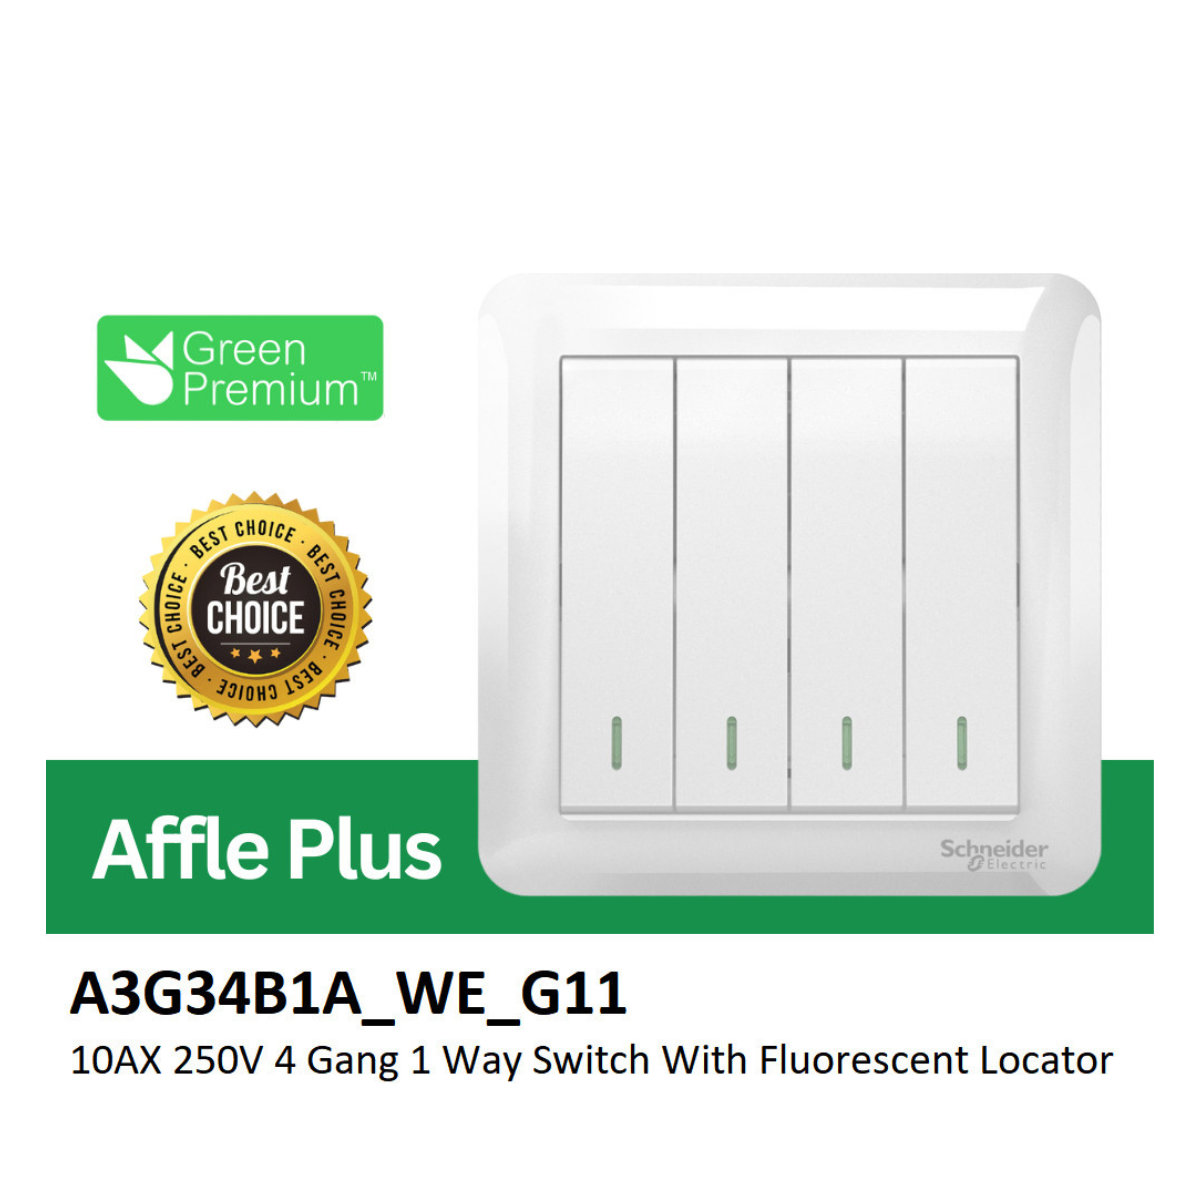 Green
Premium™
BEST CHOICE · BEST CHOICE · BEST CHOICE · BEST CHOICE ·
Best
CHOICE
Affle Plus
Schneider
Electric
A3G34B1A_WE_G11
10AX 250V 4 Gang 1 Way Switch With Fluorescent Locator